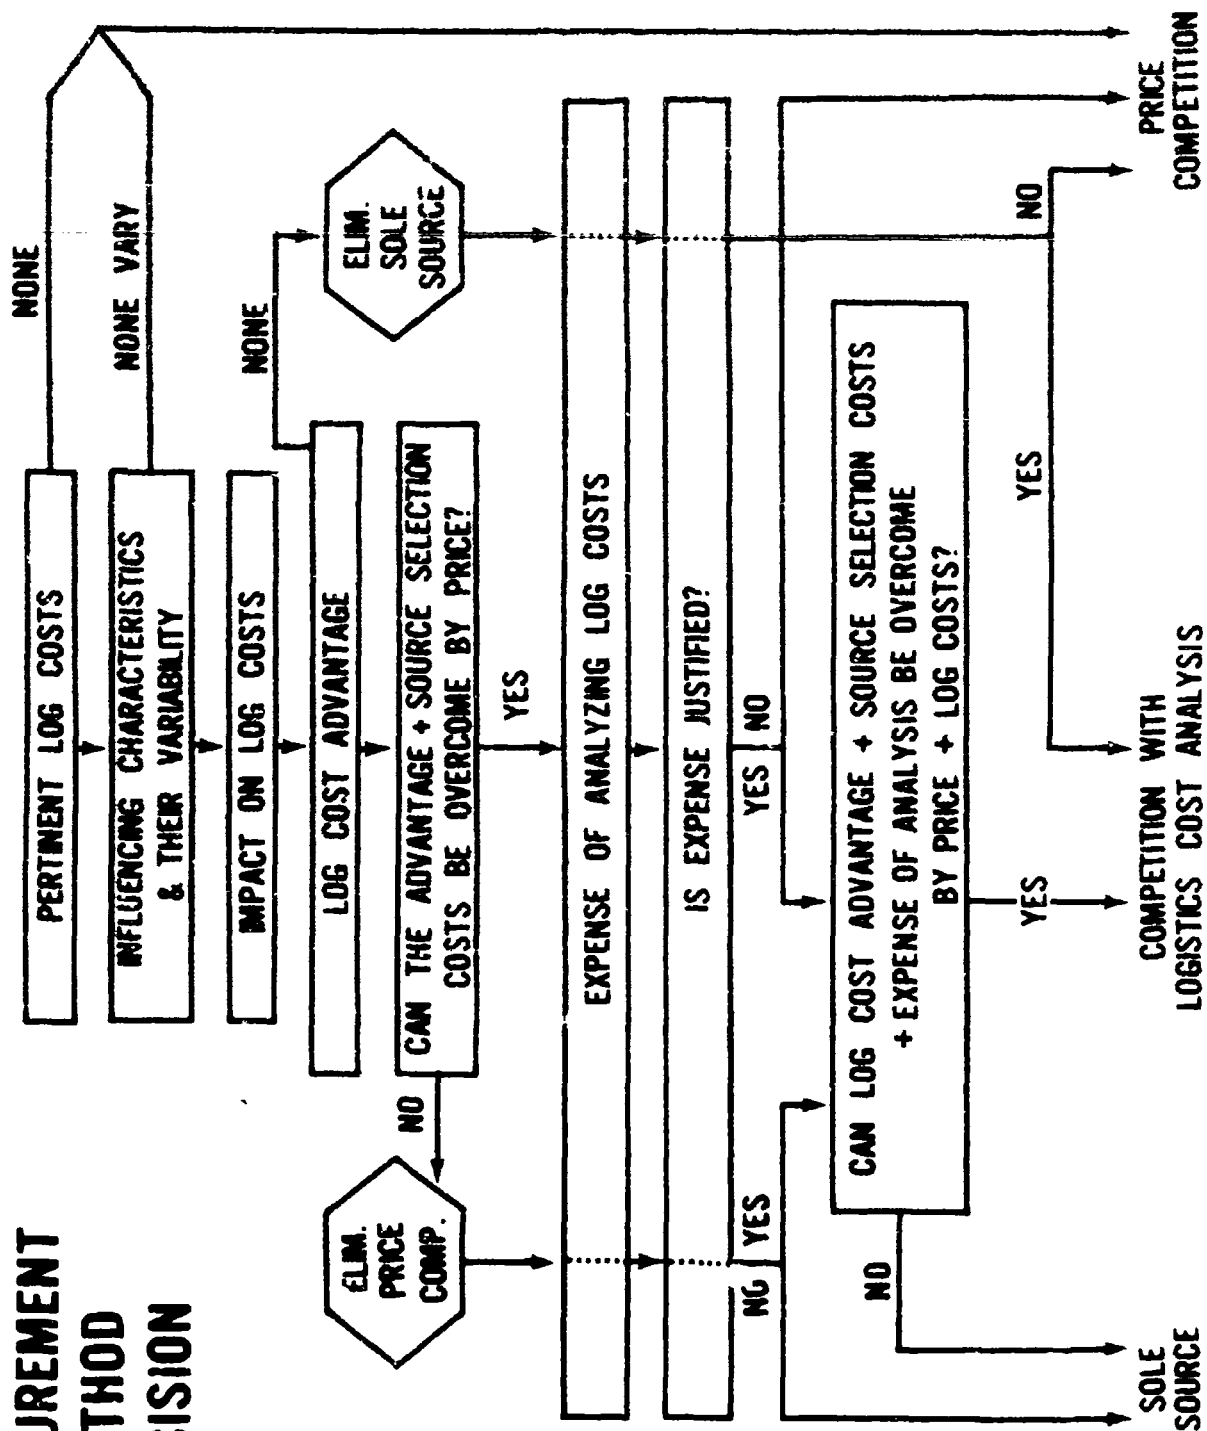 UREMENT
THOD
ISION
PERTINENT LOG COSTS
NONE
INFLUENCING CHARACTERISTICS
& THEIR VARIABILITY
NONE VARY
IMPACT ON LOG COSTS
NONE
LOG COST ADVANTAGE
ELIM.
SOLE
SOURCE
CAN THE ADVANTAGE + SOURCE SELECTION
COSTS BE OVERCOME BY PRICE?
NO
ELIM.
PRICE
COMP.
YES
EXPENSE OF ANALYZING LOG COSTS
IS EXPENSE JUSTIFIED?
NO YES
YES NO
CAN LOG COST ADVANTAGE + SOURCE SELECTION COSTS
+ EXPENSE OF ANALYSIS BE OVERCOME
BY PRICE + LOG COSTS?
NO
YES
YES
NO
SOLE
SOURCE
COMPETITION WITH
LOGISTICS COST ANALYSIS
PRICE
COMPETITION